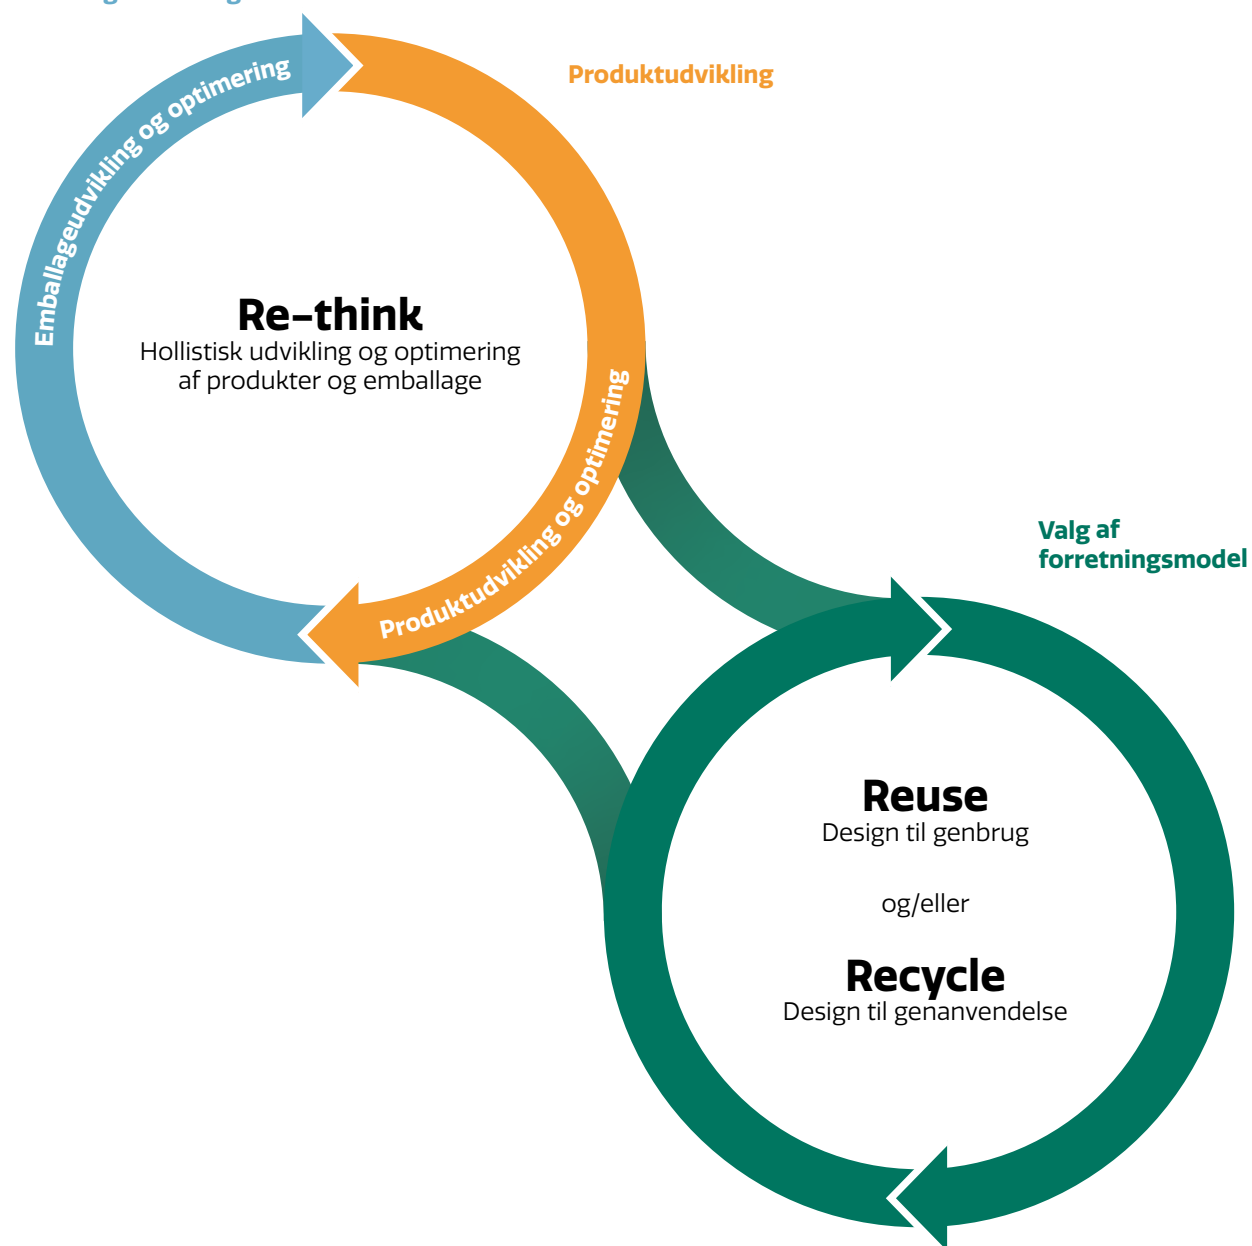 Produktudvikling
Emballageudvikling og optimering
Re-think
Hollistisk udvikling og optimering
af produkter og emballage
Produktudvikling og optimering
Valg af
forretningsmodel
Reuse
Design til genbrug
og/eller
Recycle
Design til genanvendelse